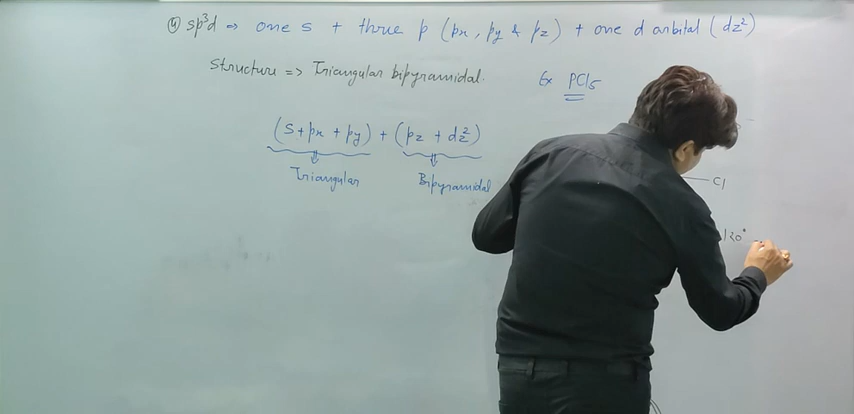 ④ sp³d ⇒ one s + three p (px, py & pz) + one d orbital (dz²)
Structure => Triangular bipyramidal. Ex PCl5
(s + px + py) + (pz + dz²)
Triangular Bipyramidal
Cl
120°